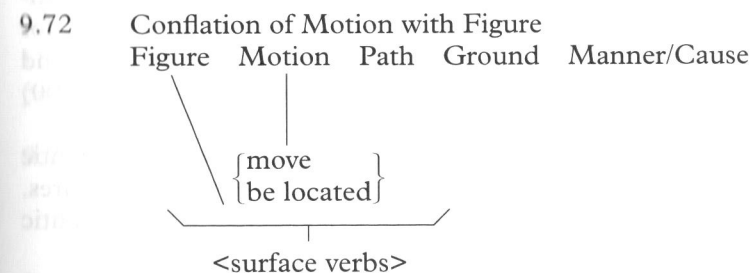 9.72 Conflation of Motion with Figure
Figure Motion Path Ground Manner/Cause
move
be located
<surface verbs>